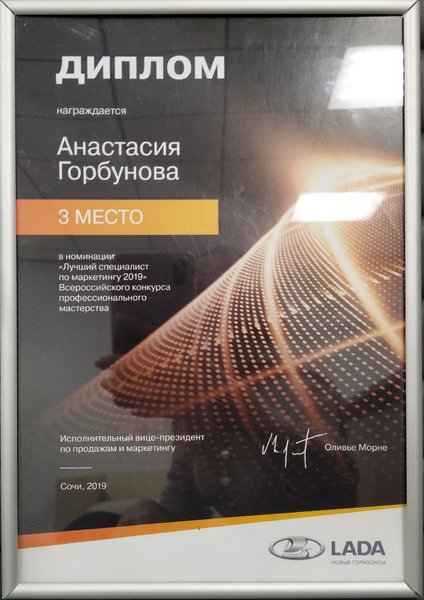 ДИПЛОМ
награждается
Анастасия
Горбунова
3 МЕСТО
в номинации
«Лучший специалист
по маркетингу 2019»
Всероссийского конкурса
профессионального
мастерства
Исполнительный вице-президент
по продажам и маркетингу
Оливье Морне
Сочи, 2019
LADA
НОВЫЕ ГОРИЗОНТЫ